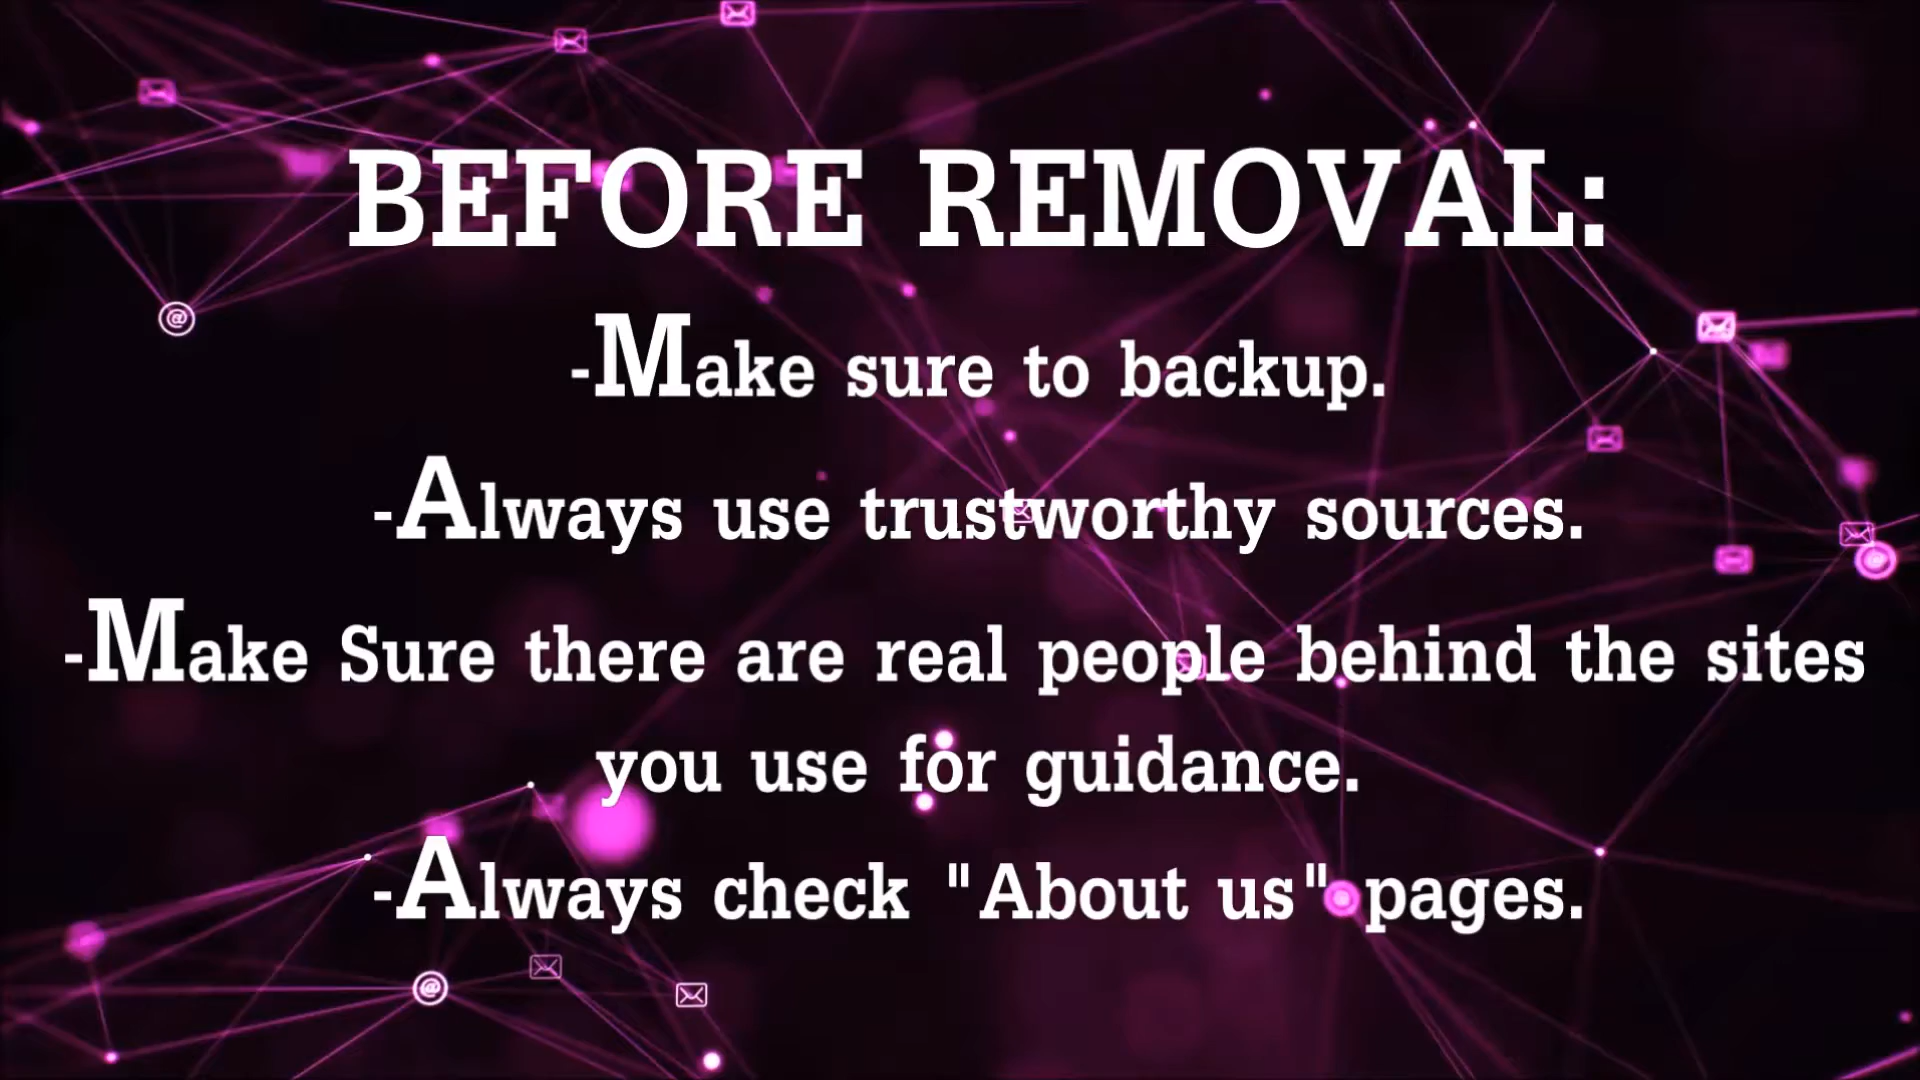 BEFORE REMOVAL:
-Make sure to backup.
-Always use trustworthy sources.
-Make Sure there are real people behind the sites
you use for guidance.
-Always check "About us" pages.